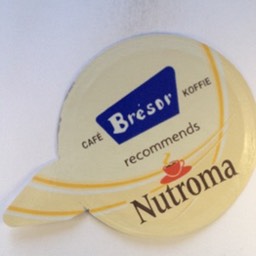 CAFÉ Brésor KOFFIE
recommends
Nutroma